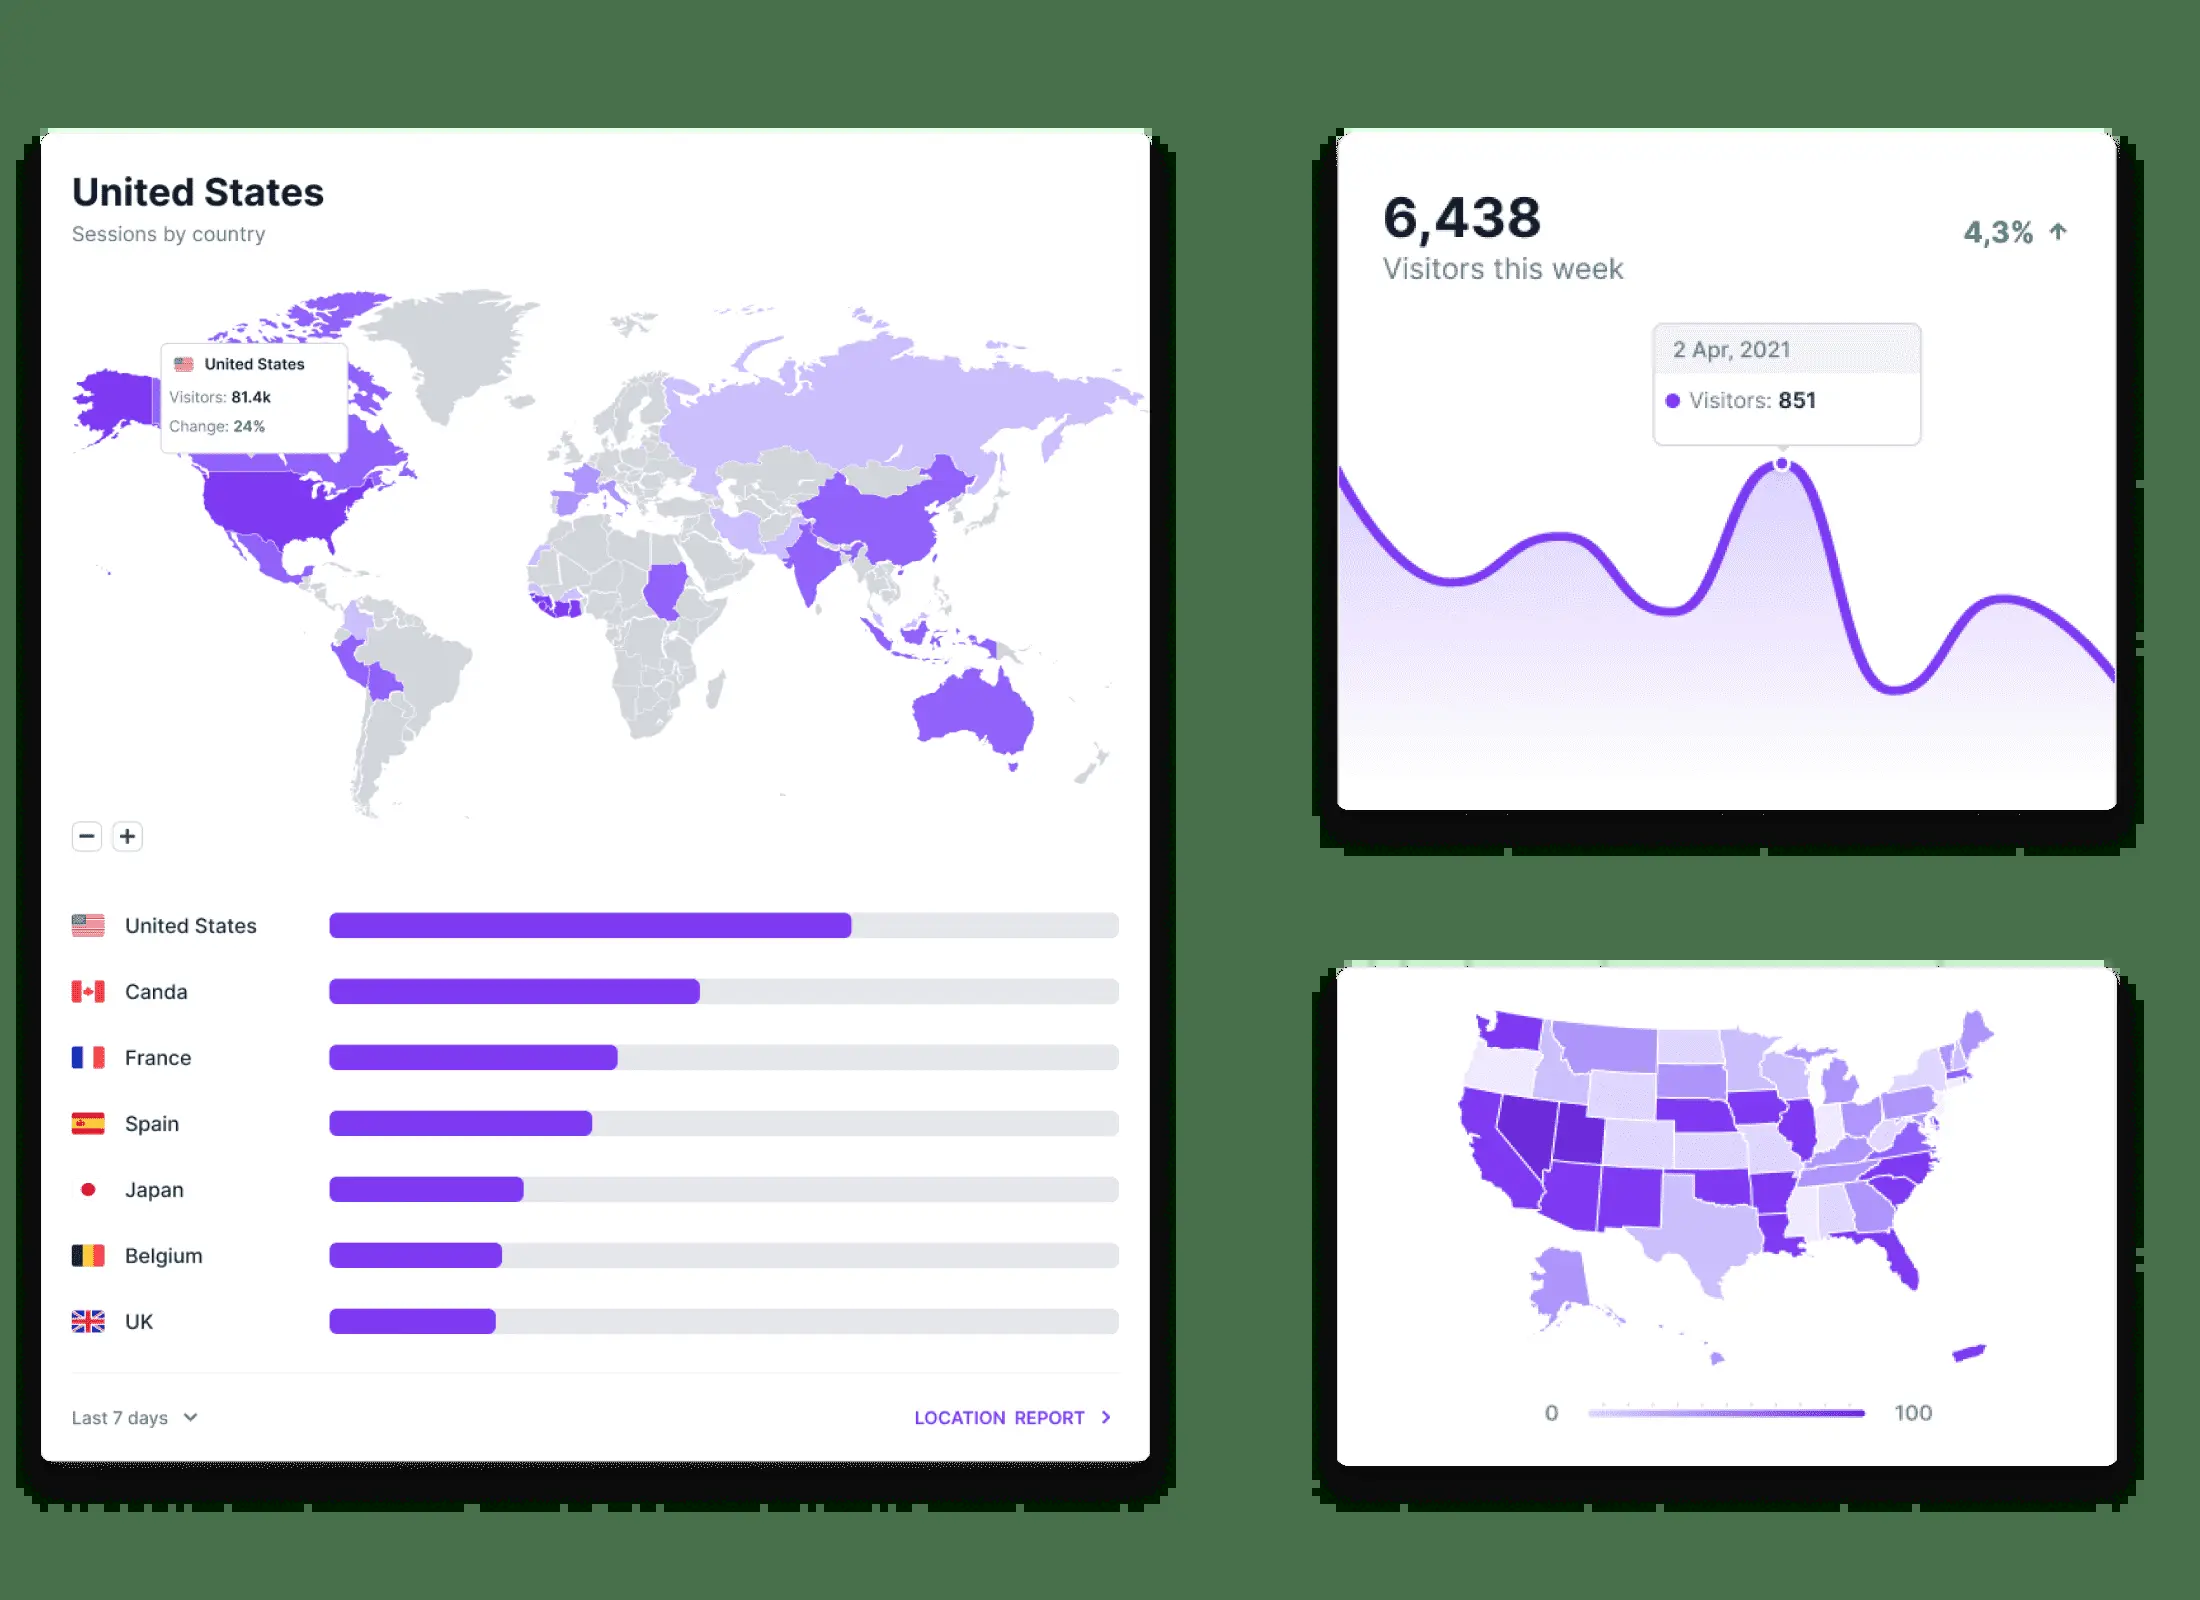 United States
Sessions by country
United States
Visitors: 81.4k
Change: 24%
United States
Canda
France
Spain
Japan
Belgium
UK
Last 7 days
LOCATION REPORT
6,438
4,3%
Visitors this week
2 Apr, 2021
Visitors: 851
0
100